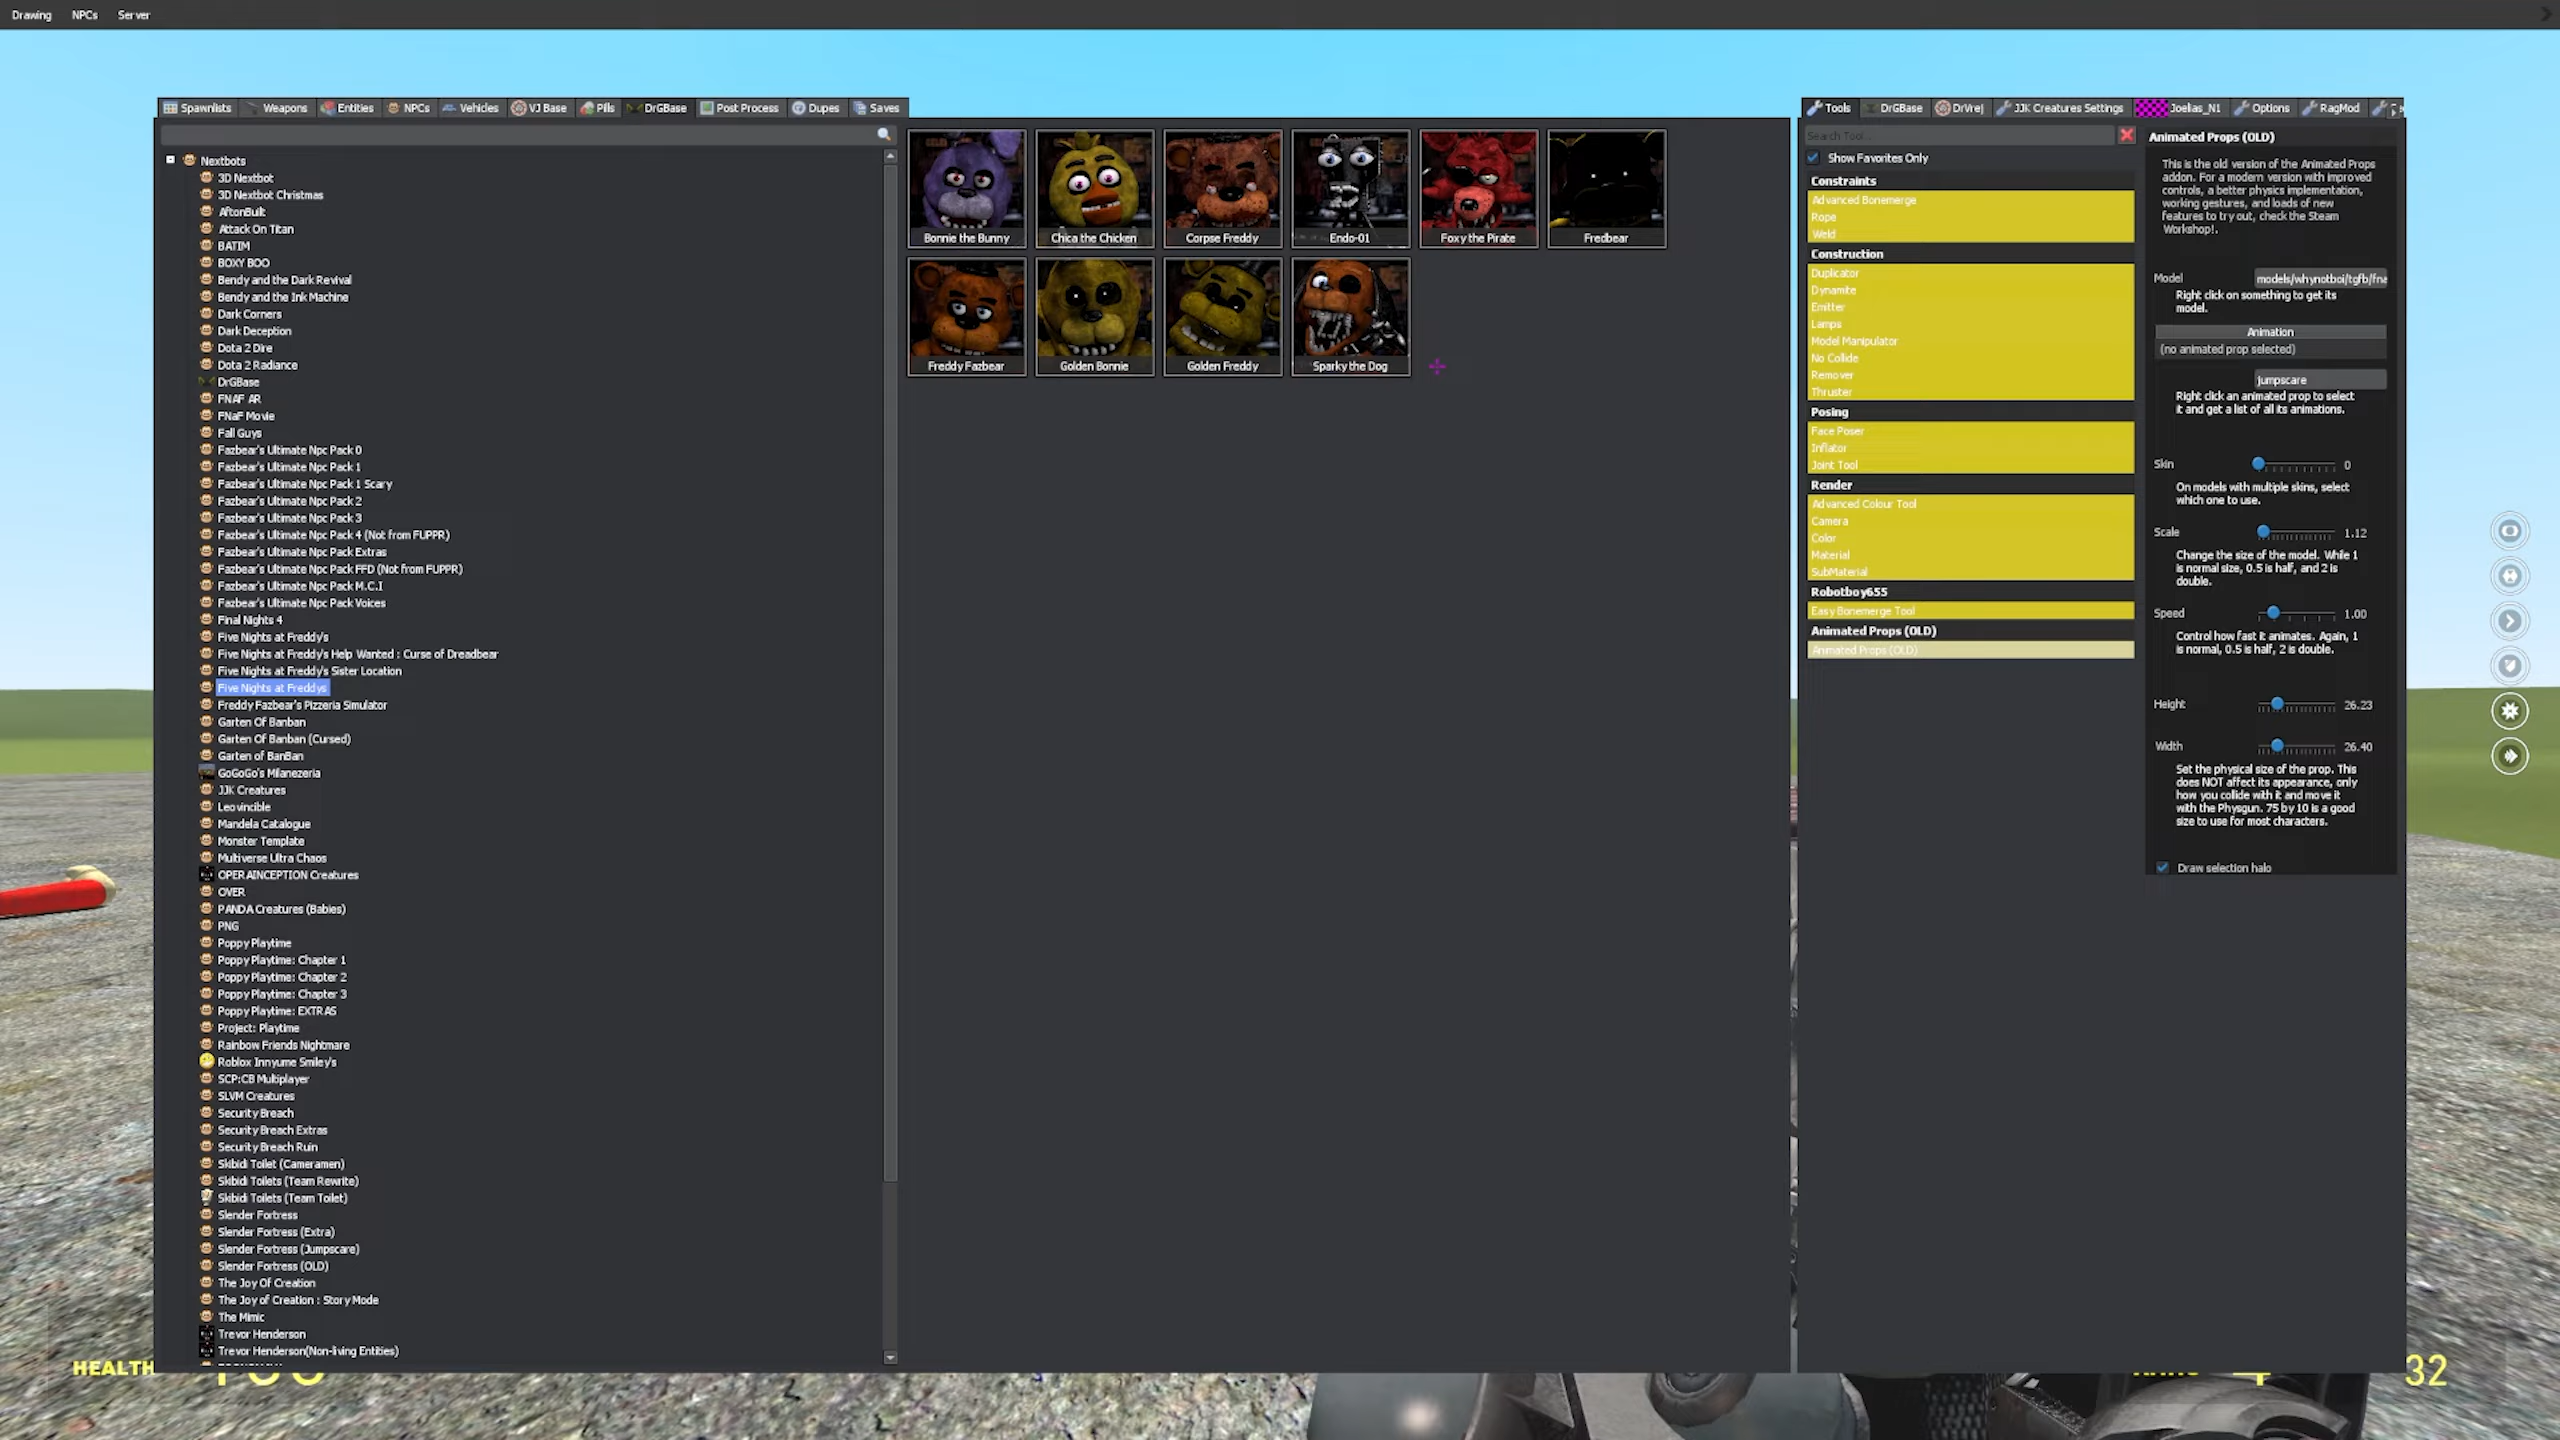 Drawing NPCs Server
Spawnlists Weapons Entities NPCs Vehicles VJ Base Pills DrGBase Post Process Dupes Saves
Nextbots
3D Nextbot
3D Nextbot Christmas
AftonBuilt
Attack On Titan
BATIM
BOXY BOO
Bendy and the Dark Revival
Bendy and the Ink Machine
Dark Corners
Dark Deception
Dota 2 Dire
Dota 2 Radiance
DrGBase
FNAF AR
FNaF Movie
Fall Guys
Fazbear's Ultimate Npc Pack 0
Fazbear's Ultimate Npc Pack 1
Fazbear's Ultimate Npc Pack 1 Scary
Fazbear's Ultimate Npc Pack 2
Fazbear's Ultimate Npc Pack 3
Fazbear's Ultimate Npc Pack 4 (Not from FUPPR)
Fazbear's Ultimate Npc Pack Extras
Fazbear's Ultimate Npc Pack FFD (Not from FUPPR)
Fazbear's Ultimate Npc Pack M.C.I
Fazbear's Ultimate Npc Pack Voices
Final Nights 4
Five Nights at Freddy's
Five Nights at Freddy's Help Wanted : Curse of Dreadbear
Five Nights at Freddy's Sister Location
Five Nights at Freddys
Freddy Fazbear's Pizzeria Simulator
Garten Of Banban
Garten Of Banban (Cursed)
Garten of BanBan
GoGoGo's Milanezeria
JJK Creatures
Leovincible
Mandela Catalogue
Monster Template
Multiverse Ultra Chaos
OPERAINCEPTION Creatures
OVER
PANDA Creatures (Babies)
PNG
Poppy Playtime
Poppy Playtime: Chapter 1
Poppy Playtime: Chapter 2
Poppy Playtime: Chapter 3
Poppy Playtime: EXTRAS
Project: Playtime
Rainbow Friends Nightmare
Roblox Innyume Smiley's
SCP:CB Multiplayer
SLVM Creatures
Security Breach
Security Breach Extras
Security Breach Ruin
Skibidi Toilet (Cameramen)
Skibidi Toilets (Team Rewrite)
Skibidi Toilets (Team Toilet)
Slender Fortress
Slender Fortress (Extra)
Slender Fortress (Jumpscare)
Slender Fortress (OLD)
The Joy Of Creation
The Joy of Creation : Story Mode
The Mimic
Trevor Henderson
Trevor Henderson(Non-living Entities)
Bonnie the Bunny Chica the Chicken Corpse Freddy Endo-01 Foxy the Pirate Fredbear
Freddy Fazbear Golden Bonnie Golden Freddy Sparky the Dog
Tools DrGBase DrVrej JJK Creatures Settings Joelias_N1 Options RagMod
Search Tool...
Show Favorites Only
Constraints
Advanced Bonemerge
Rope
Weld
Construction
Duplicator
Dynamite
Emitter
Lamps
Model Manipulator
No Collide
Remover
Thruster
Posing
Face Poser
Inflator
Joint Tool
Render
Advanced Colour Tool
Camera
Color
Material
SubMaterial
Robotboy655
Easy Bonemerge Tool
Animated Props (OLD)
Animated Props (OLD)
Animated Props (OLD)
This is the old version of the Animated Props
addon. For a modern version with improved
controls, a better physics implementation,
working gestures, and loads of new
features to try out, check the Steam
Workshop!.
Model models/whynotboi/tgfb/fna
Right click on something to get its
model.
Animation
(no animated prop selected)
jumpscare
Right click an animated prop to select
it and get a list of all its animations.
Skin 0
On models with multiple skins, select
which one to use.
Scale 1.12
Change the size of the model. While 1
is normal size, 0.5 is half, and 2 is
double.
Speed 1.00
Control how fast it animates. Again, 1
is normal, 0.5 is half, 2 is double.
Height 26.23
Width 26.40
Set the physical size of the prop. This
does NOT affect its appearance, only
how you collide with it and move it
with the Physgun. 75 by 10 is a good
size to use for most characters.
Draw selection halo
HEALTH
32